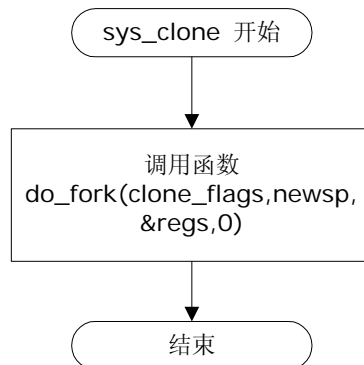 sys_clone 开始
调用函数
do_fork(clone_flags,newsp,
&regs,0)
结束